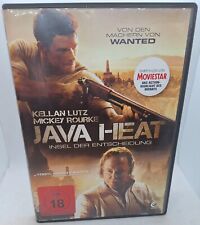 VON DEN
MACHERN VON
WANTED
MOVIESTAR
KELLAN LUTZ
MICKEY ROURKE
JAVA HEAT
INSEL DER ENTSCHEIDUNG
18